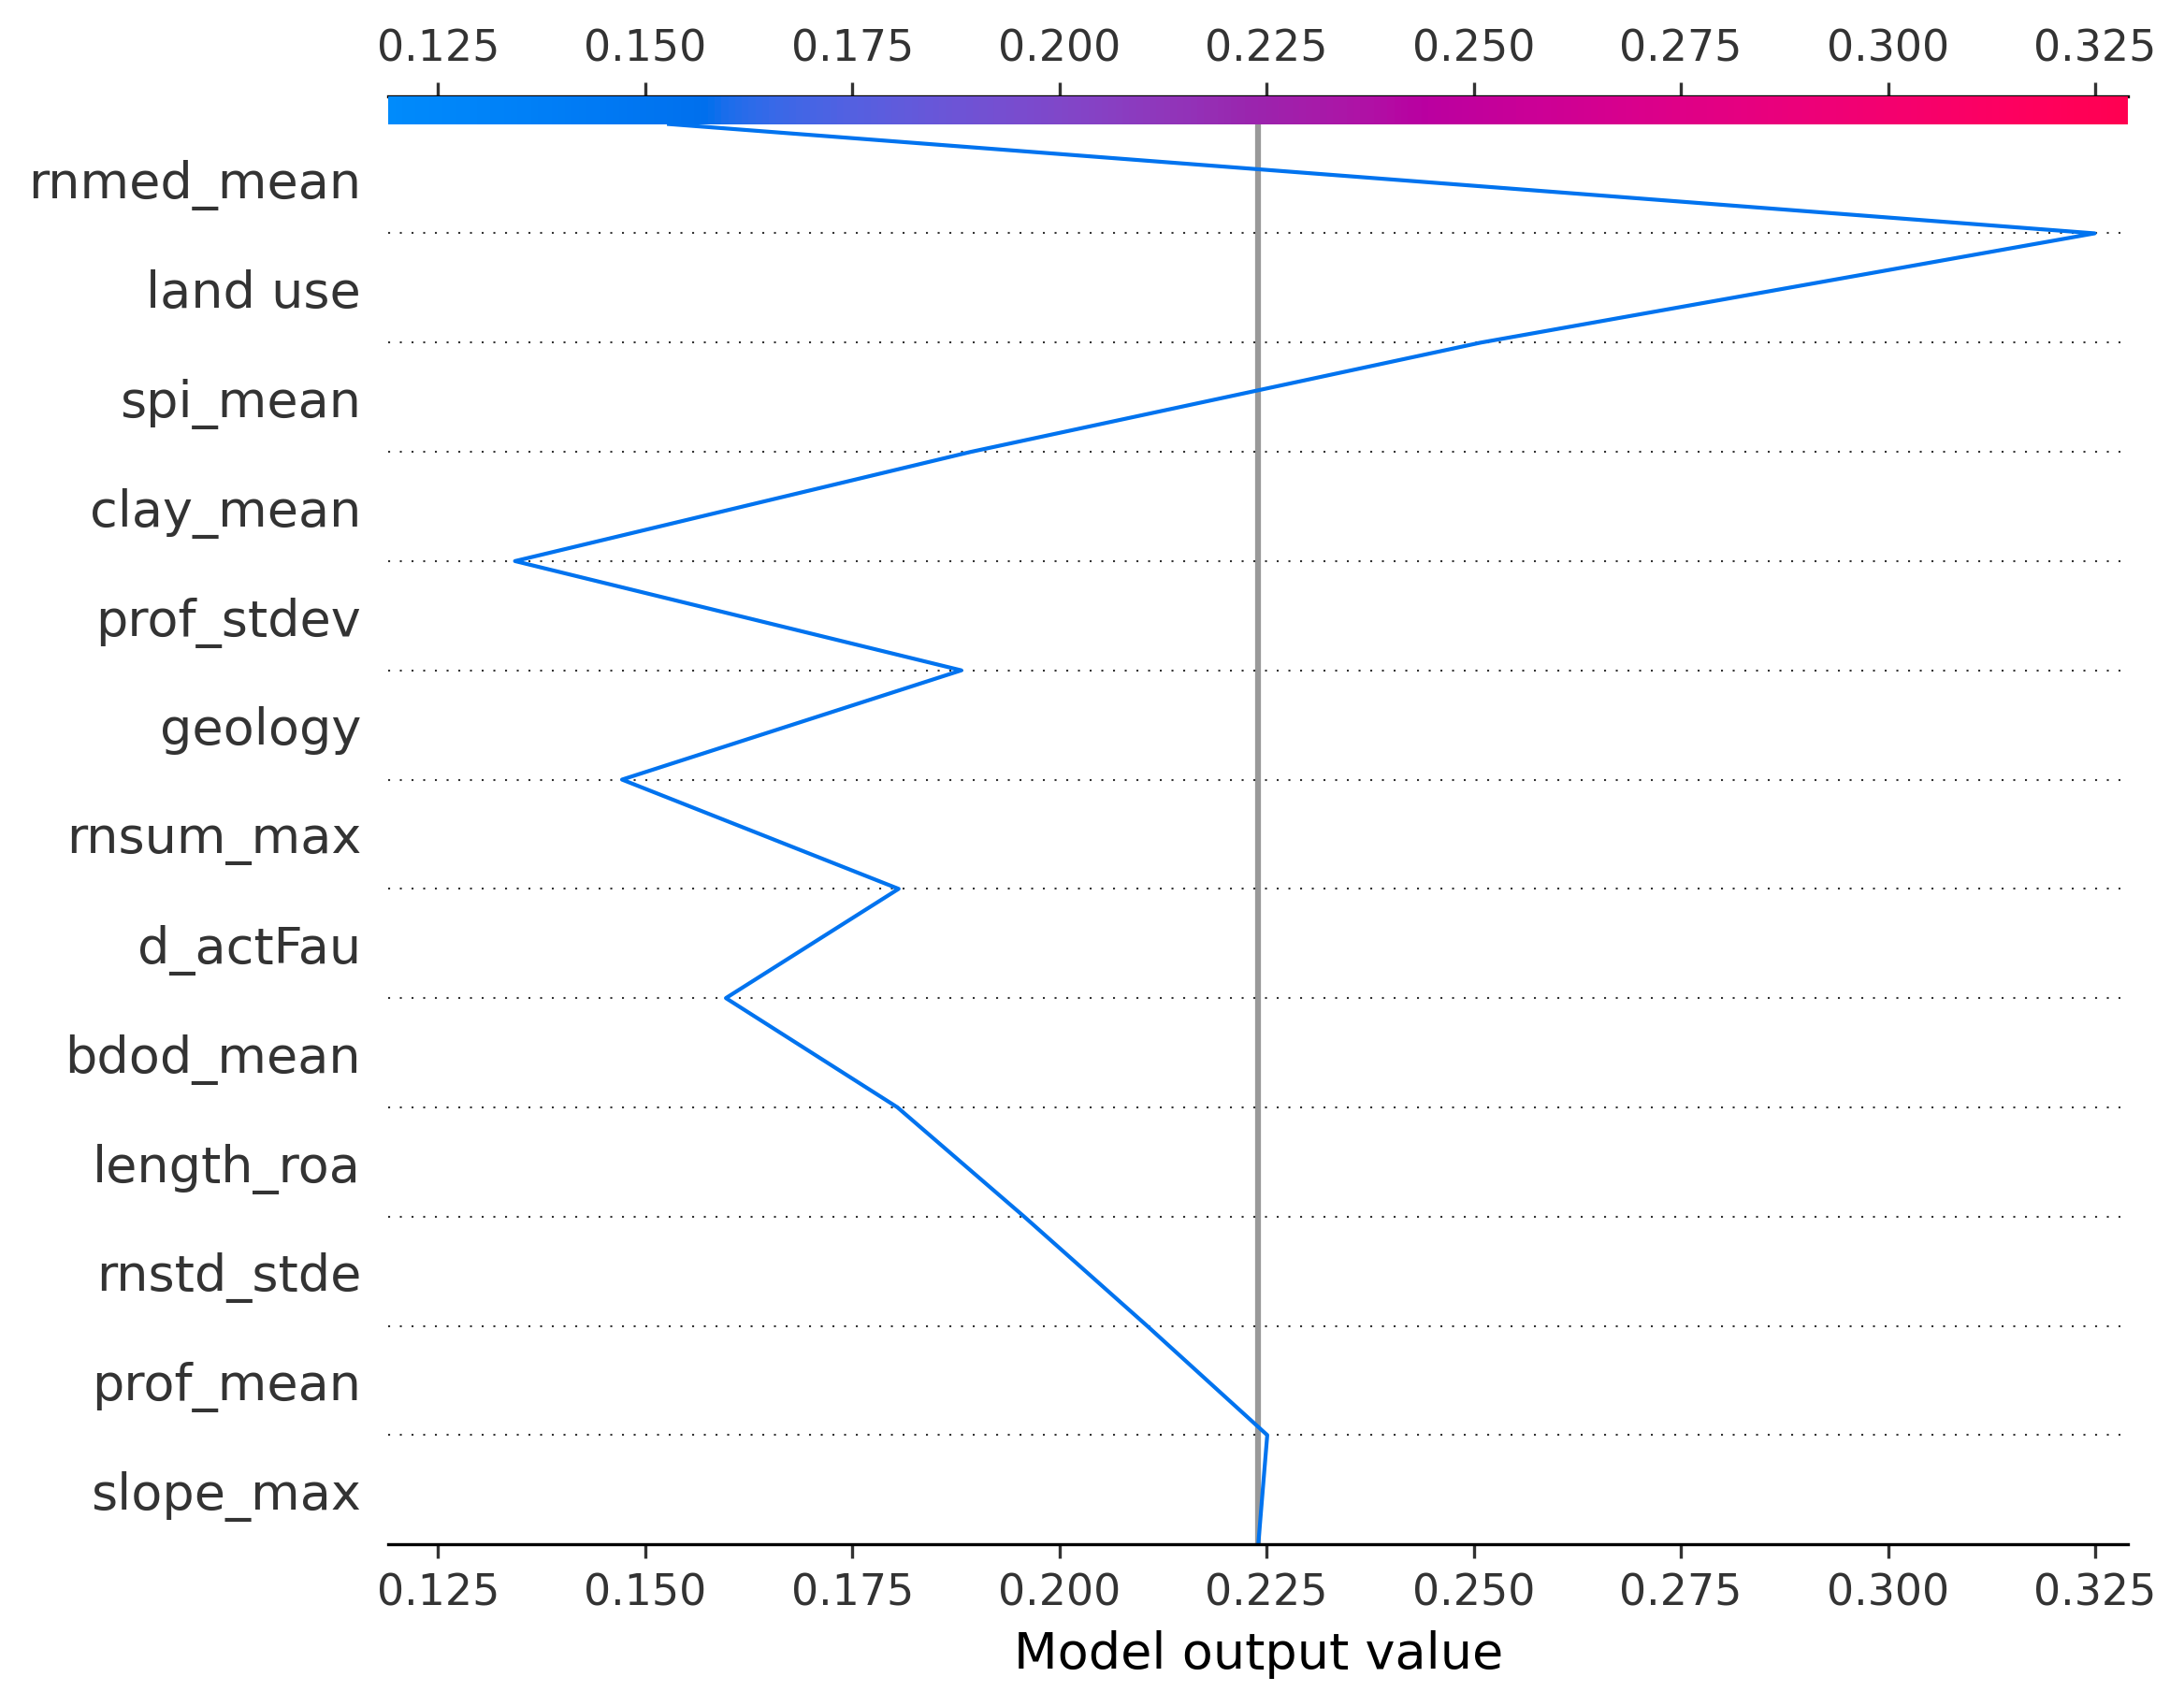 0.125 0.150 0.175 0.200 0.225 0.250 0.275 0.300 0.325
rnmed_mean
land use
spi_mean
clay_mean
prof_stdev
geology
rnsum_max
d_actFau
bdod_mean
length_roa
rnstd_stde
prof_mean
slope_max
0.125 0.150 0.175 0.200 0.225 0.250 0.275 0.300 0.325
Model output value